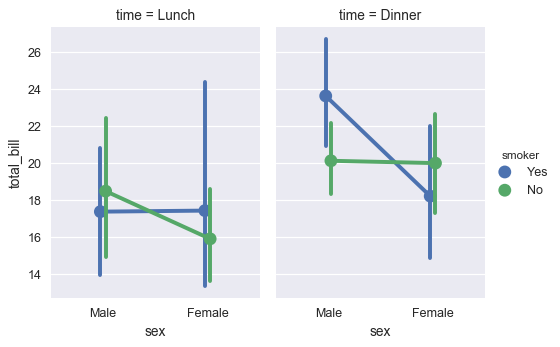 time = Lunch
time = Dinner
total_bill
26
24
22
20
18
16
14
Male
Female
sex
Male
Female
sex
smoker
Yes
No